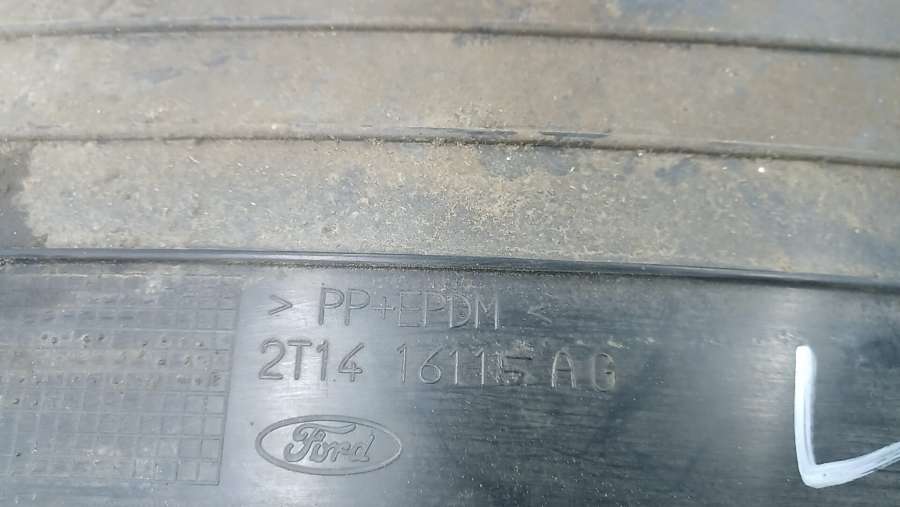 > PP+EPDM <
2T14 16115 AG
Ford
L